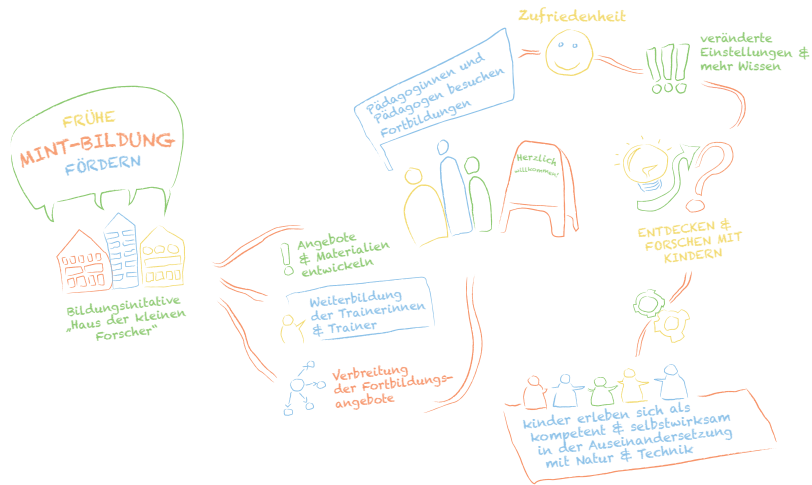 FRÜHE
MINT-BILDUNG
FÖRDERN
Bildungsinitative
„Haus der kleinen
Forscher“
Angebote
& Materialien
entwickeln
Weiterbildung
der Trainerinnen
& Trainer
Verbreitung
der Fortbildungs-
angebote
Pädagoginnen und
Pädagogen besuchen
Fortbildungen
Herzlich
willkommen!
Zufriedenheit
veränderte
Einstellungen &
mehr Wissen
ENTDECKEN &
FORSCHEN MIT
KINDERN
kinder erleben sich als
kompetent & selbstwirksam
in der Auseinandersetzung
mit Natur & Technik